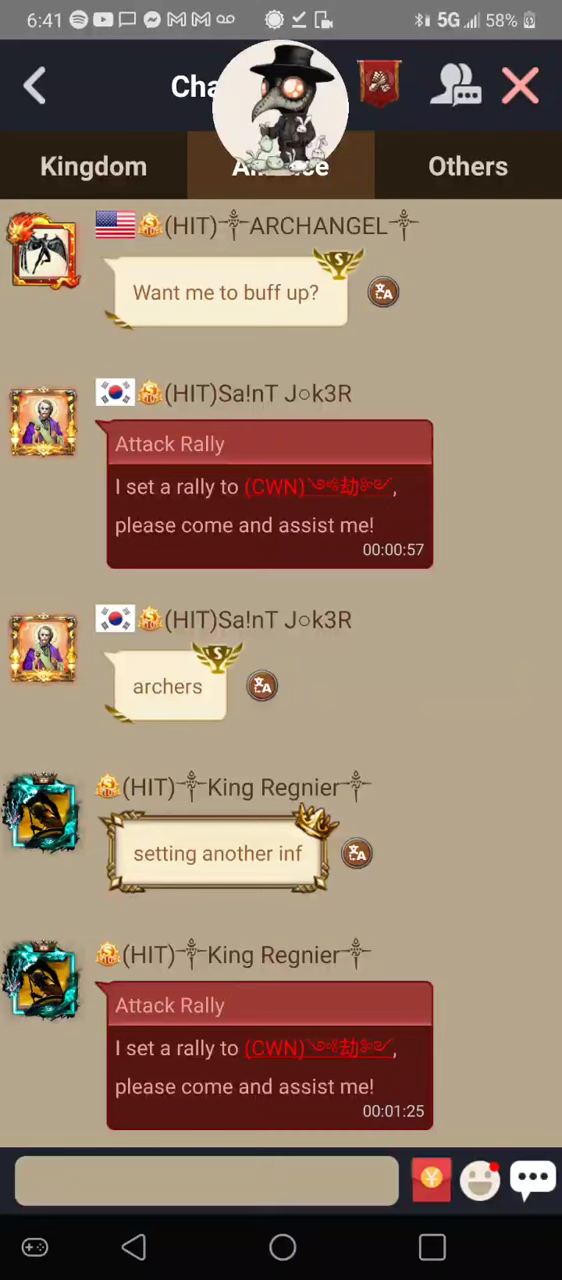 6:41 5G 58%
Cha
Kingdom
Others
(HIT)༒ARCHANGEL༒
Want me to buff up?
(HIT)Sa!nT J○k3R
Attack Rally
I set a rally to (CWN)༺劫༻,
please come and assist me!
00:00:57
(HIT)Sa!nT J○k3R
archers
(HIT)༒King Regnier༒
setting another inf
(HIT)༒King Regnier༒
Attack Rally
I set a rally to (CWN)༺劫༻,
please come and assist me!
00:01:25